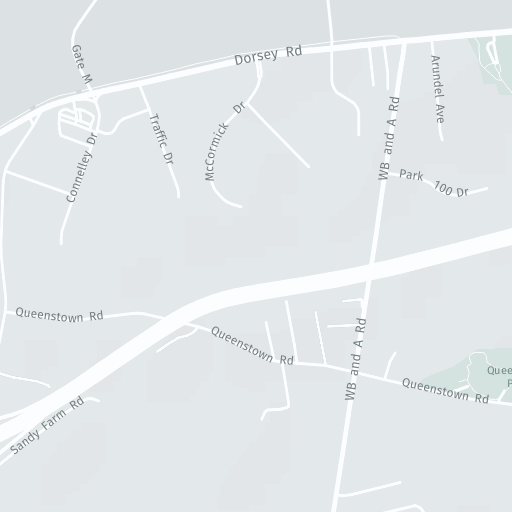 Dorsey Rd
Gate M
Arundel Ave
McCormick Dr
WB and A Rd
Traffic Dr
Connelley Dr
Park 100 Dr
Queenstown Rd
Queenstown Rd
WB and A Rd
Quee
P
Queenstown Rd
Sandy Farm Rd